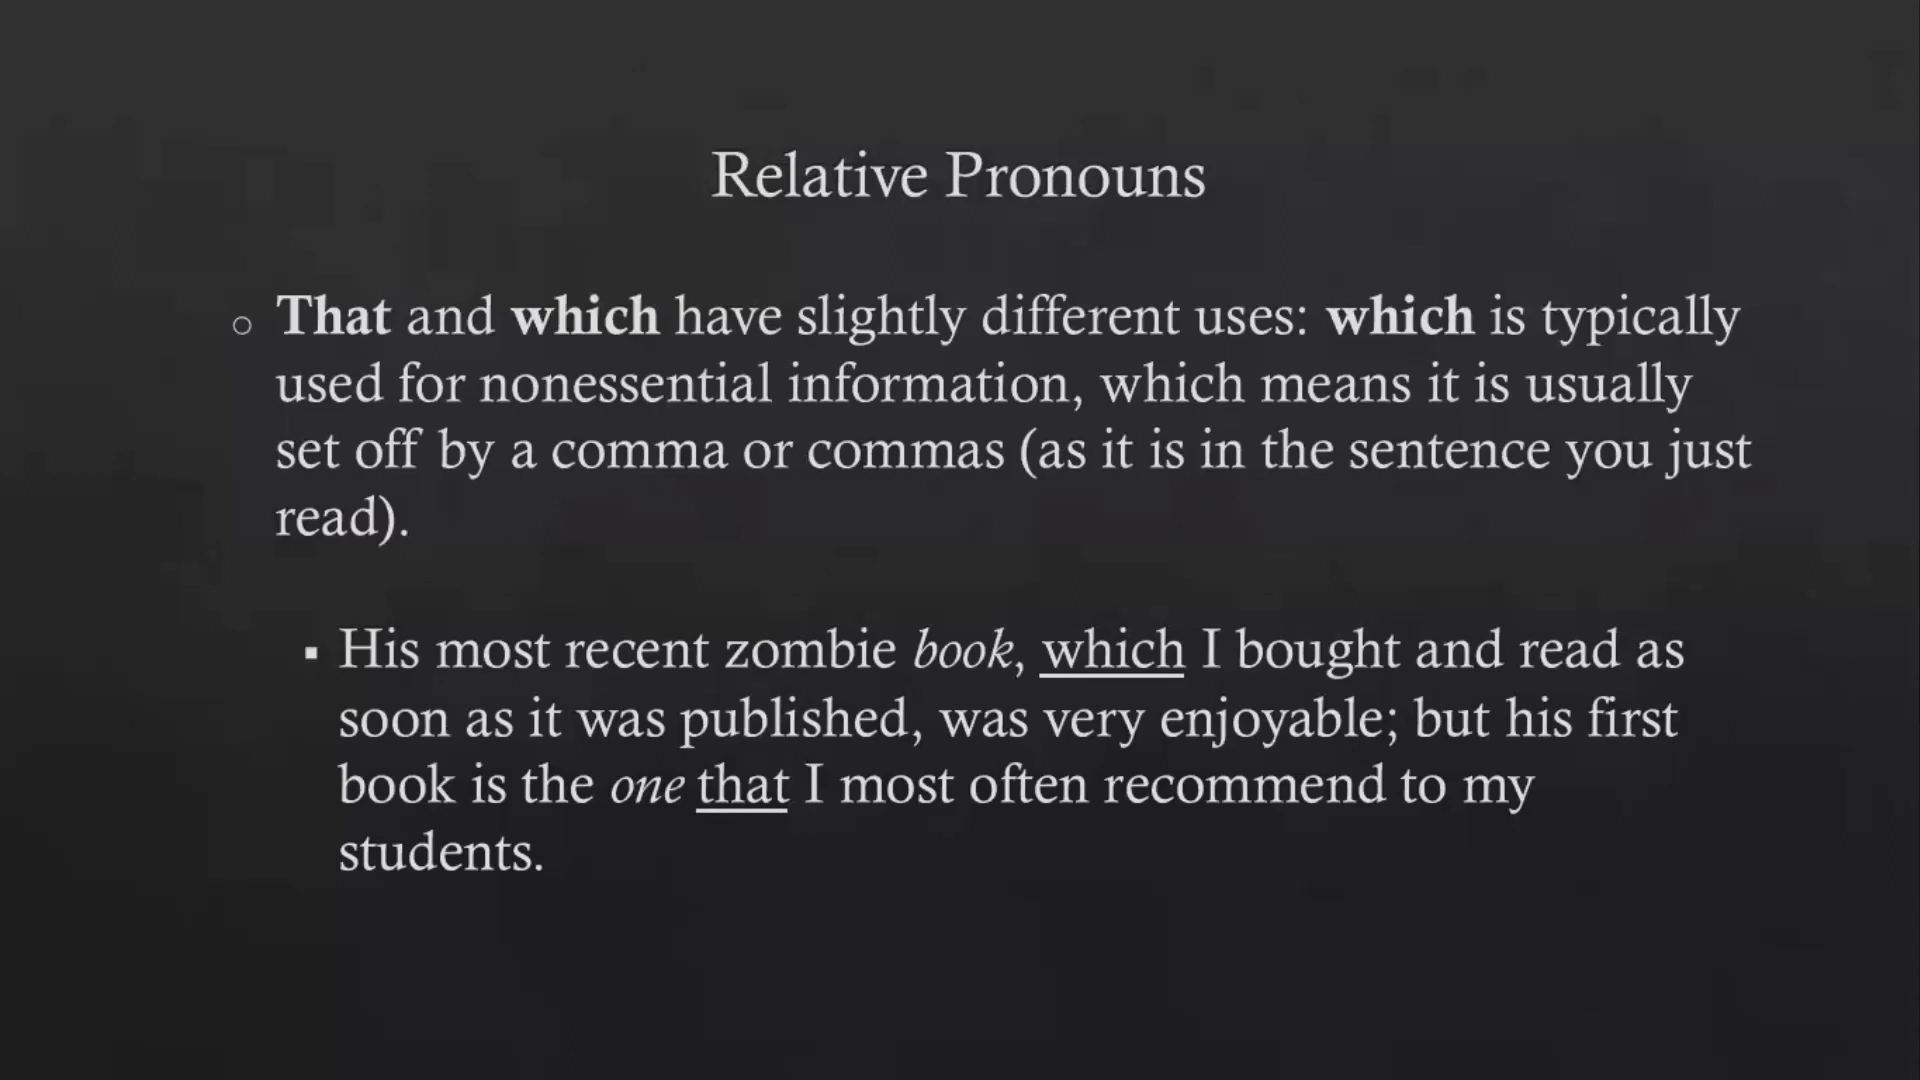 Relative Pronouns
That and which have slightly different uses: which is typically
used for nonessential information, which means it is usually
set off by a comma or commas (as it is in the sentence you just
read).
His most recent zombie book, which I bought and read as
soon as it was published, was very enjoyable; but his first
book is the one that I most often recommend to my
students.